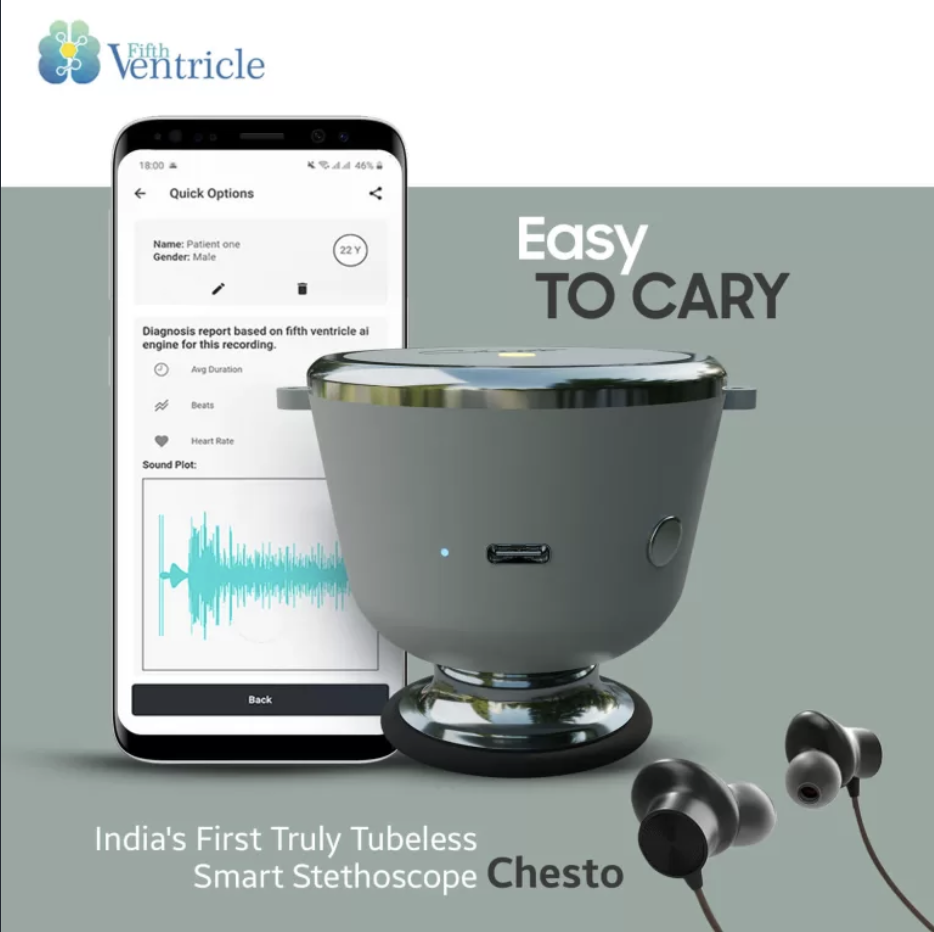 Fifth
Ventricle
18:00
46%
Quick Options
Name: Patient one
Gender: Male
22 Y
Diagnosis report based on fifth ventricle ai
engine for this recording.
Avg Duration
Beats
Heart Rate
Sound Plot:
Back
Easy
TO CARY
India's First Truly Tubeless
Smart Stethoscope Chesto